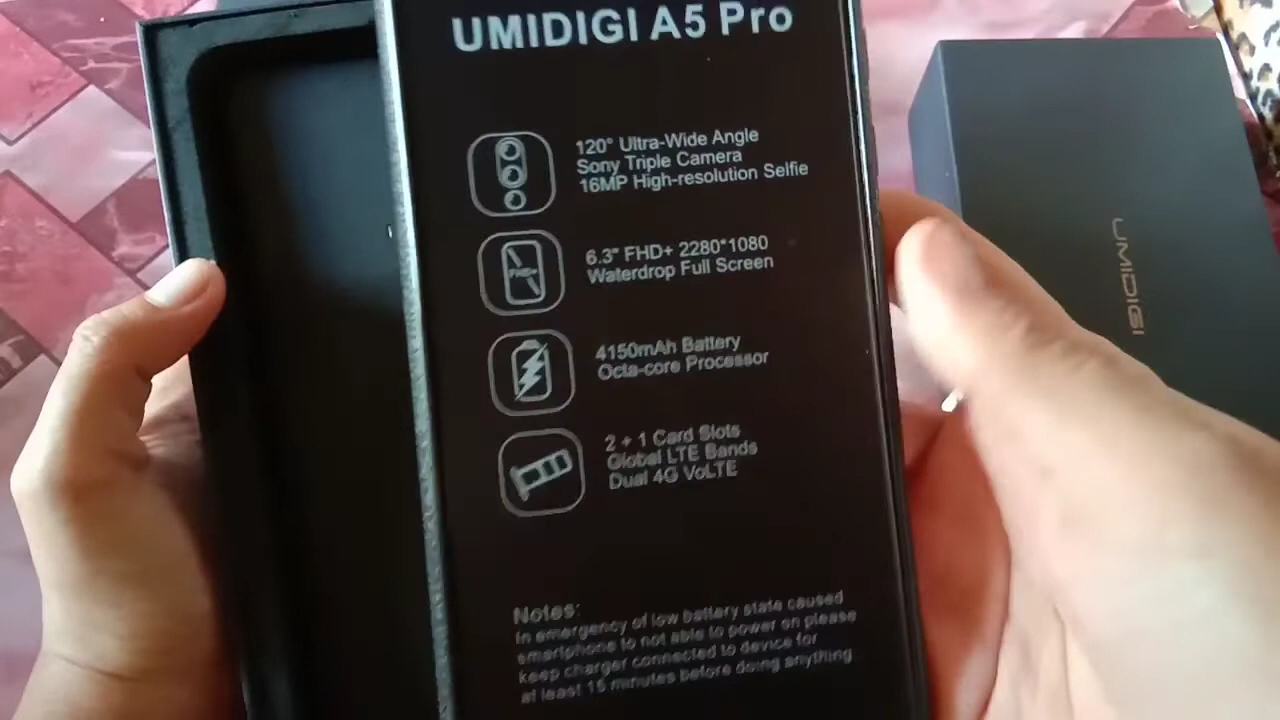 UMIDIGI A5 Pro
120° Ultra-Wide Angle
Sony Triple Camera
16MP High-resolution Selfie
FHD+
6.3" FHD+ 2280*1080
Waterdrop Full Screen
4150mAh Battery
Octa-core Processor
2 + 1 Card Slots
Global LTE Bands
Dual 4G VoLTE
Notes:
In emergency of low battery state caused
smartphone to not able to power on please
keep charger connected to device for
at least 15 minutes before doing anything.
UMIDIGI